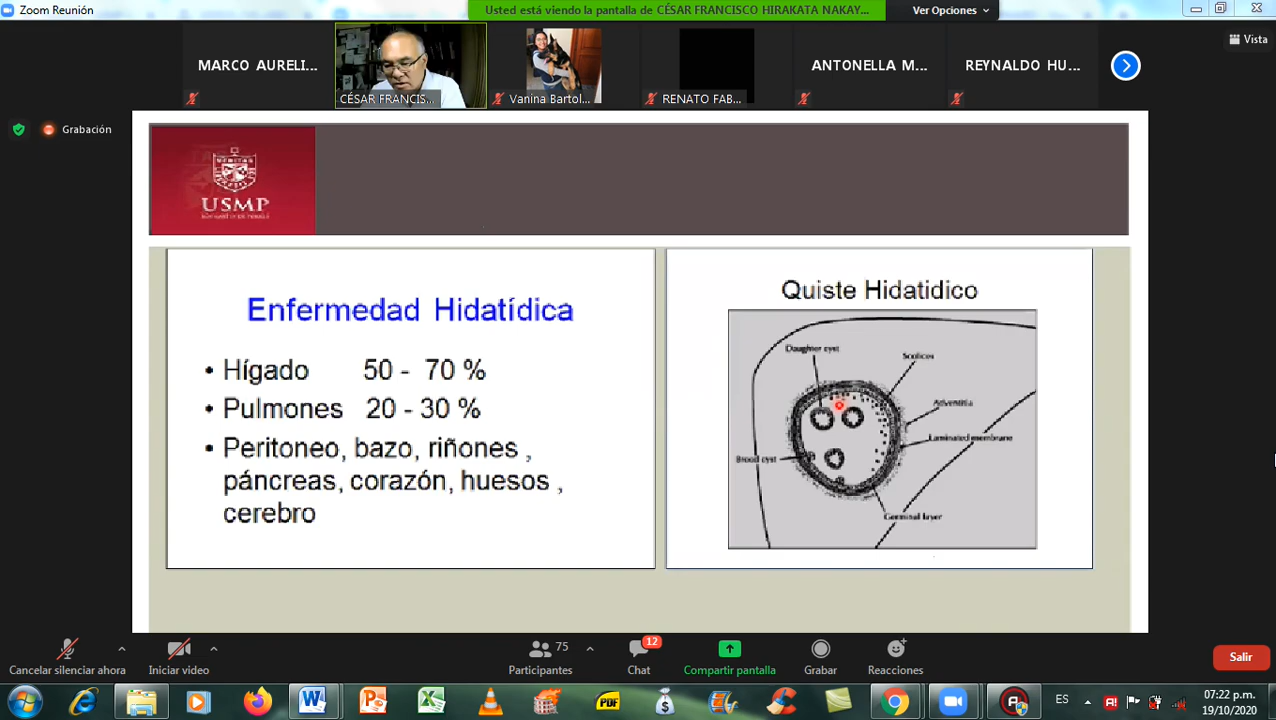 Zoom Reunión
Usted está viendo la pantalla de CÉSAR FRANCISCO HIRAKATA NAKAY...
Ver Opciones
MARCO AURELI...
CÉSAR FRANCIS...
Vanina Bartol...
RENATO FAB...
ANTONELLA M...
REYNALDO HU...
Vista
Grabación
USMP
Enfermedad Hidatídica
• Hígado 50 - 70 %
• Pulmones 20 - 30 %
• Peritoneo, bazo, riñones ,
páncreas, corazón, huesos ,
cerebro
Quiste Hidatidico
Daughter cyst
Scolices
Adventitia
Laminated membrane
Brood cyst
Germinal layer
Cancelar silenciar ahora
Iniciar video
75
Participantes
12
Chat
Compartir pantalla
Grabar
Reacciones
Salir
PDF
ES
07:22 p.m.
19/10/2020